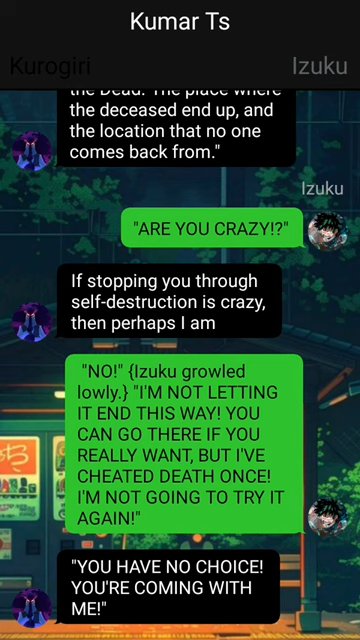 Kumar Ts
Kurogiri
Izuku
the Dead. The place where
the deceased end up, and
the location that no one
comes back from."
Izuku
"ARE YOU CRAZY!?"
If stopping you through
self-destruction is crazy,
then perhaps I am
"NO!" {Izuku growled
lowly.} "I'M NOT LETTING
IT END THIS WAY! YOU
CAN GO THERE IF YOU
REALLY WANT, BUT I'VE
CHEATED DEATH ONCE!
I'M NOT GOING TO TRY IT
AGAIN!"
"YOU HAVE NO CHOICE!
YOU'RE COMING WITH
ME!"